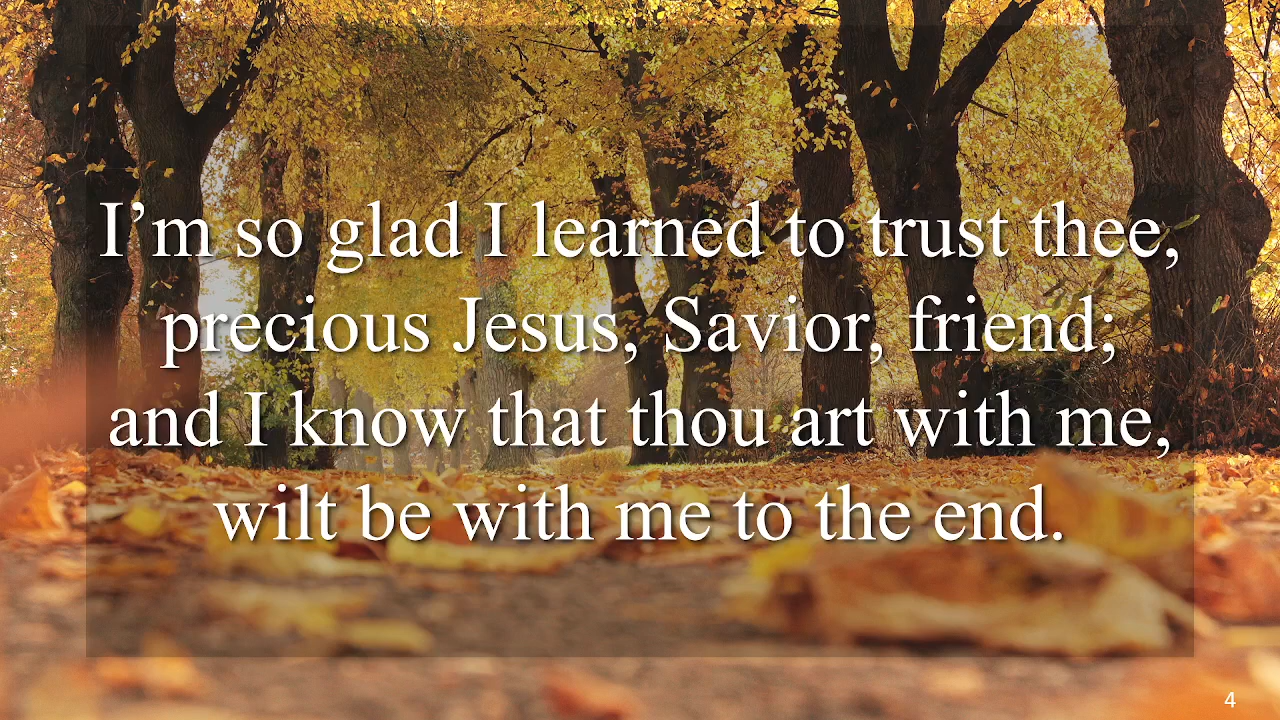 I’m so glad I learned to trust thee,
precious Jesus, Savior, friend;
and I know that thou art with me,
wilt be with me to the end.
4